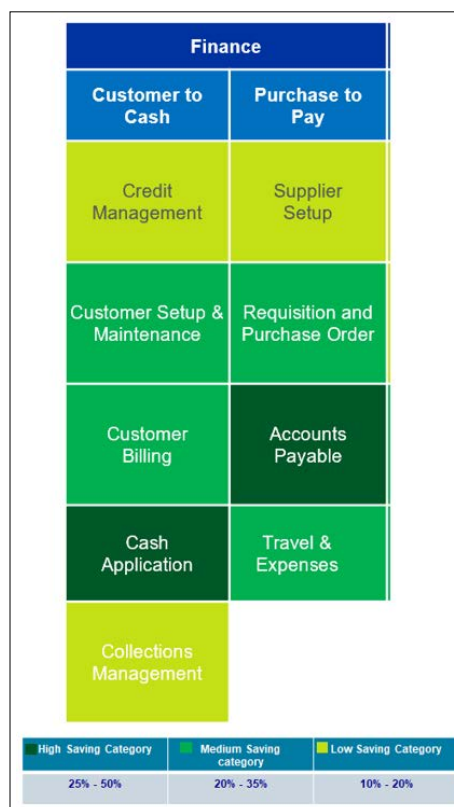 Finance
Customer to
Cash
Purchase to
Pay
Credit
Management
Supplier
Setup
Customer Setup &
Maintenance
Requisition and
Purchase Order
Customer
Billing
Accounts
Payable
Cash
Application
Travel &
Expenses
Collections
Management
High Saving Category
Medium Saving
category
Low Saving Category
25% - 50%
20% - 35%
10% - 20%